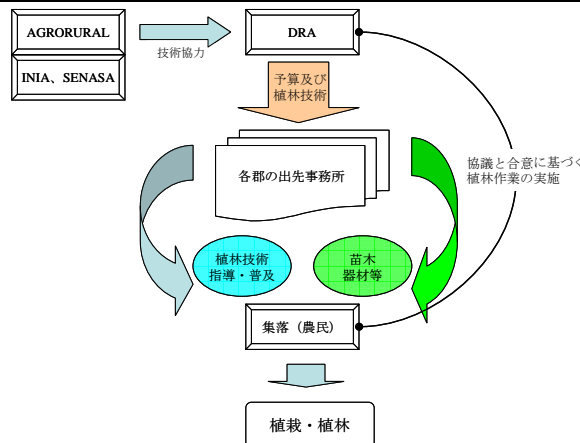 AGRORURAL
INIA、SENASA
技術協力
DRA
予算及び
植林技術
各郡の出先事務所
協議と合意に基づく
植林作業の実施
植林技術
指導・普及
苗木
器材等
集落（農民）
植栽・植林